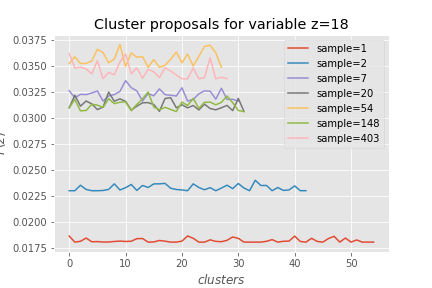 Cluster proposals for variable z=18
0.0375
0.0350
0.0325
0.0300
0.0275
0.0250
0.0225
0.0200
0.0175
0 10 20 30 40 50
clusters
sample=1
sample=2
sample=7
sample=20
sample=54
sample=148
sample=403